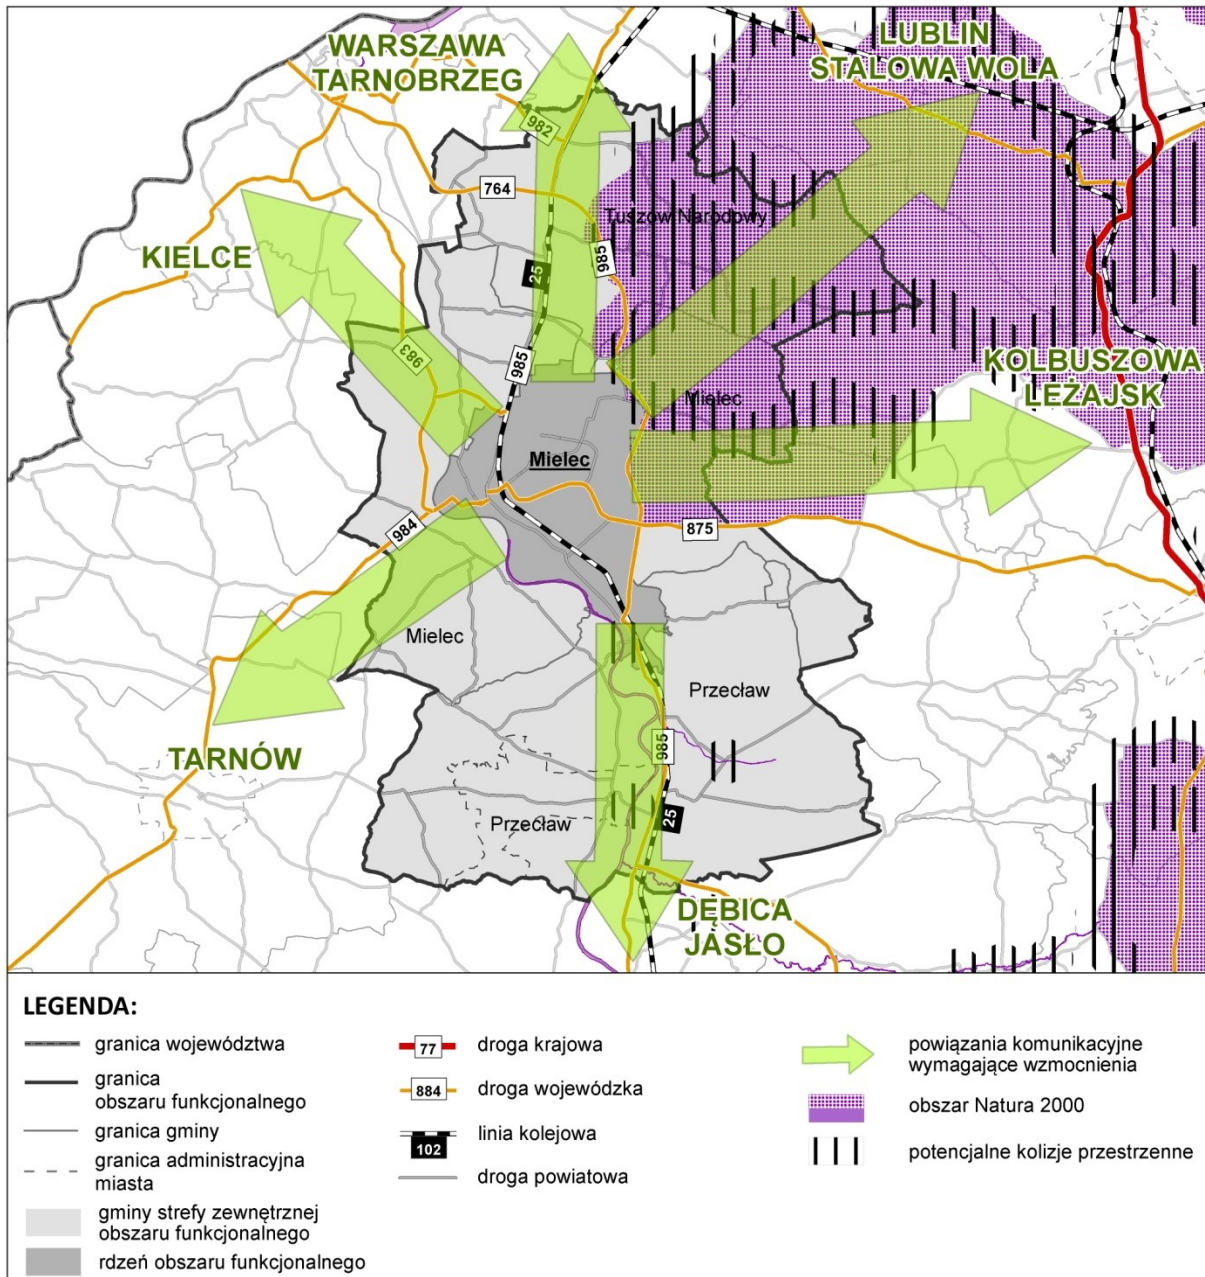 WARSZAWA
TARNOBRZEG
LUBLIN
STALOWA WOLA
982
764
Tuszów Narodowy
985
KIELCE
25
983
985
KOLBUSZOWA
LEŻAJSK
Mielec
Mielec
984
875
Mielec
Przecław
985
TARNÓW
25
Przecław
DĘBICA
JASŁO
LEGENDA:
granica województwa
granica
obszaru funkcjonalnego
granica gminy
granica administracyjna
miasta
gminy strefy zewnętrznej
obszaru funkcjonalnego
rdzeń obszaru funkcjonalnego
77 droga krajowa
884 droga wojewódzka
linia kolejowa
102
droga powiatowa
powiązania komunikacyjne
wymagające wzmocnienia
obszar Natura 2000
potencjalne kolizje przestrzenne